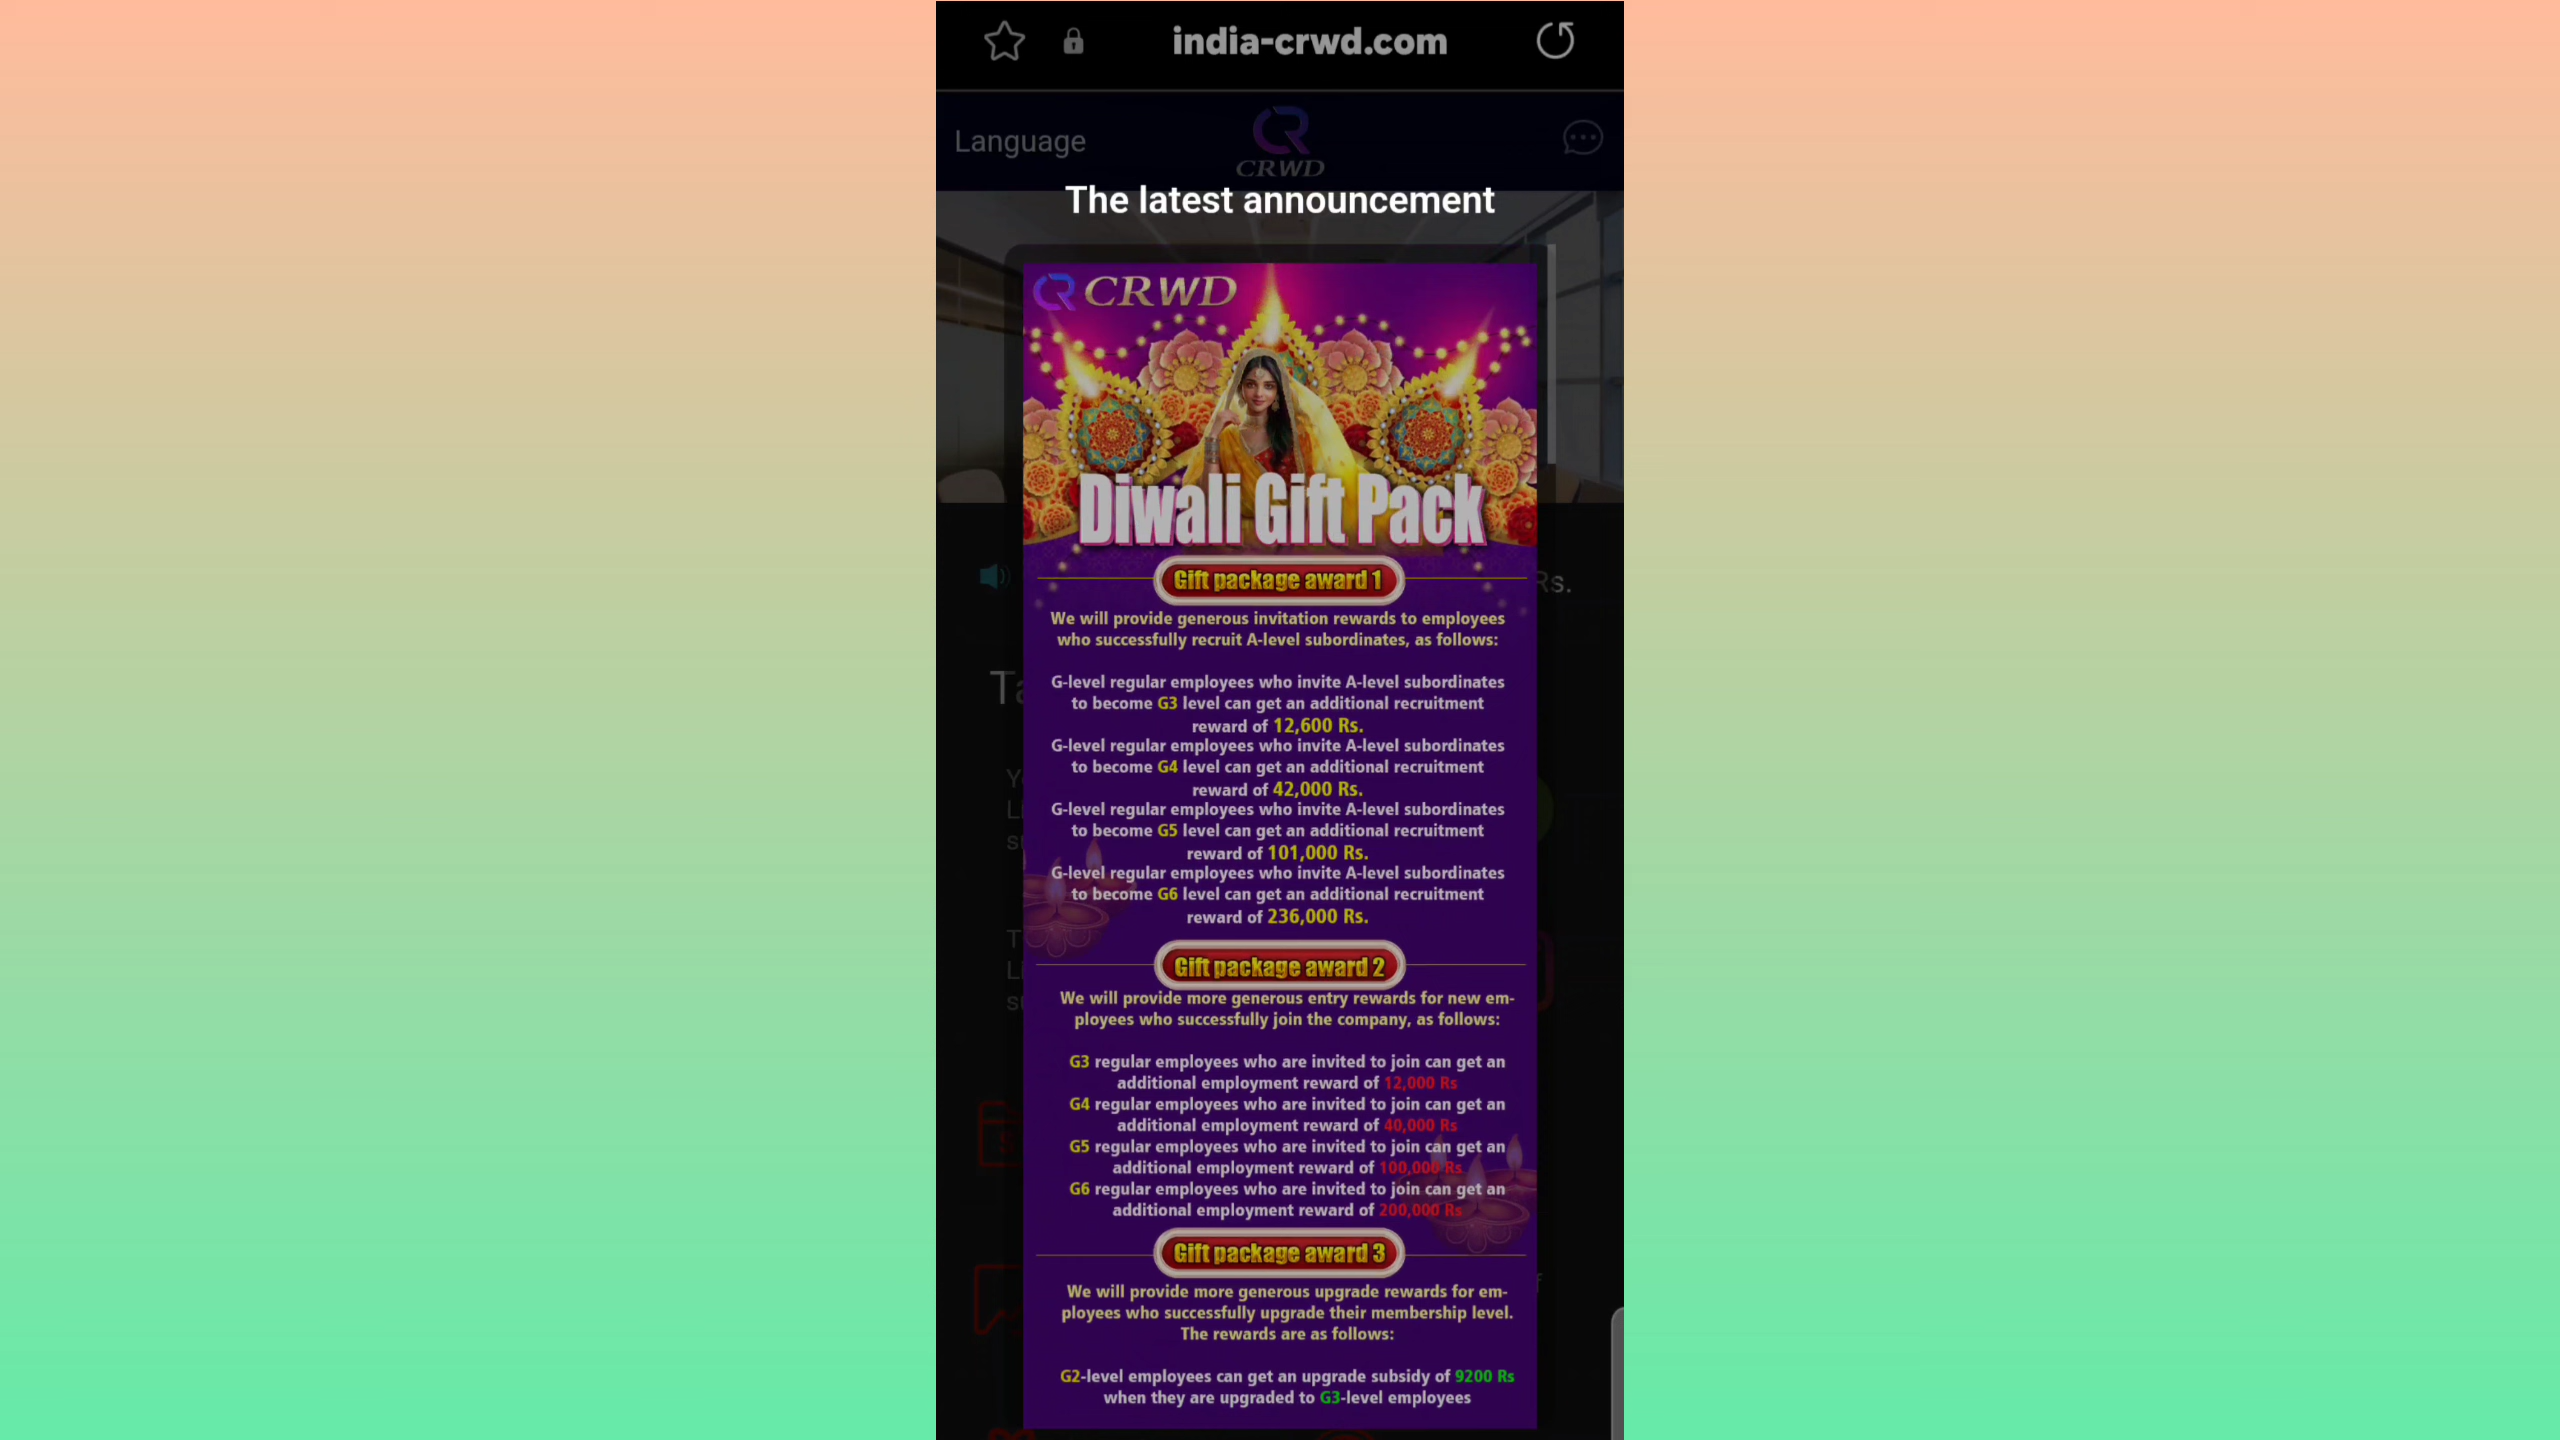 india-crwd.com
Language
CRWD
The latest announcement
CRWD
Diwali Gift Pack
Gift package award 1
Rs.
We will provide generous invitation rewards to employees
who successfully recruit A-level subordinates, as follows:
G-level regular employees who invite A-level subordinates
to become G3 level can get an additional recruitment
reward of 12,600 Rs.
G-level regular employees who invite A-level subordinates
to become G4 level can get an additional recruitment
reward of 42,000 Rs.
G-level regular employees who invite A-level subordinates
to become G5 level can get an additional recruitment
reward of 101,000 Rs.
G-level regular employees who invite A-level subordinates
to become G6 level can get an additional recruitment
reward of 236,000 Rs.
Gift package award 2
We will provide more generous entry rewards for new em-
ployees who successfully join the company, as follows:
G3 regular employees who are invited to join can get an
additional employment reward of 12,000 Rs
G4 regular employees who are invited to join can get an
additional employment reward of 40,000 Rs
G5 regular employees who are invited to join can get an
additional employment reward of 100,000 Rs
G6 regular employees who are invited to join can get an
additional employment reward of 200,000 Rs
Gift package award 3
We will provide more generous upgrade rewards for em-
ployees who successfully upgrade their membership level.
The rewards are as follows:
G2-level employees can get an upgrade subsidy of 9200 Rs
when they are upgraded to G3-level employees